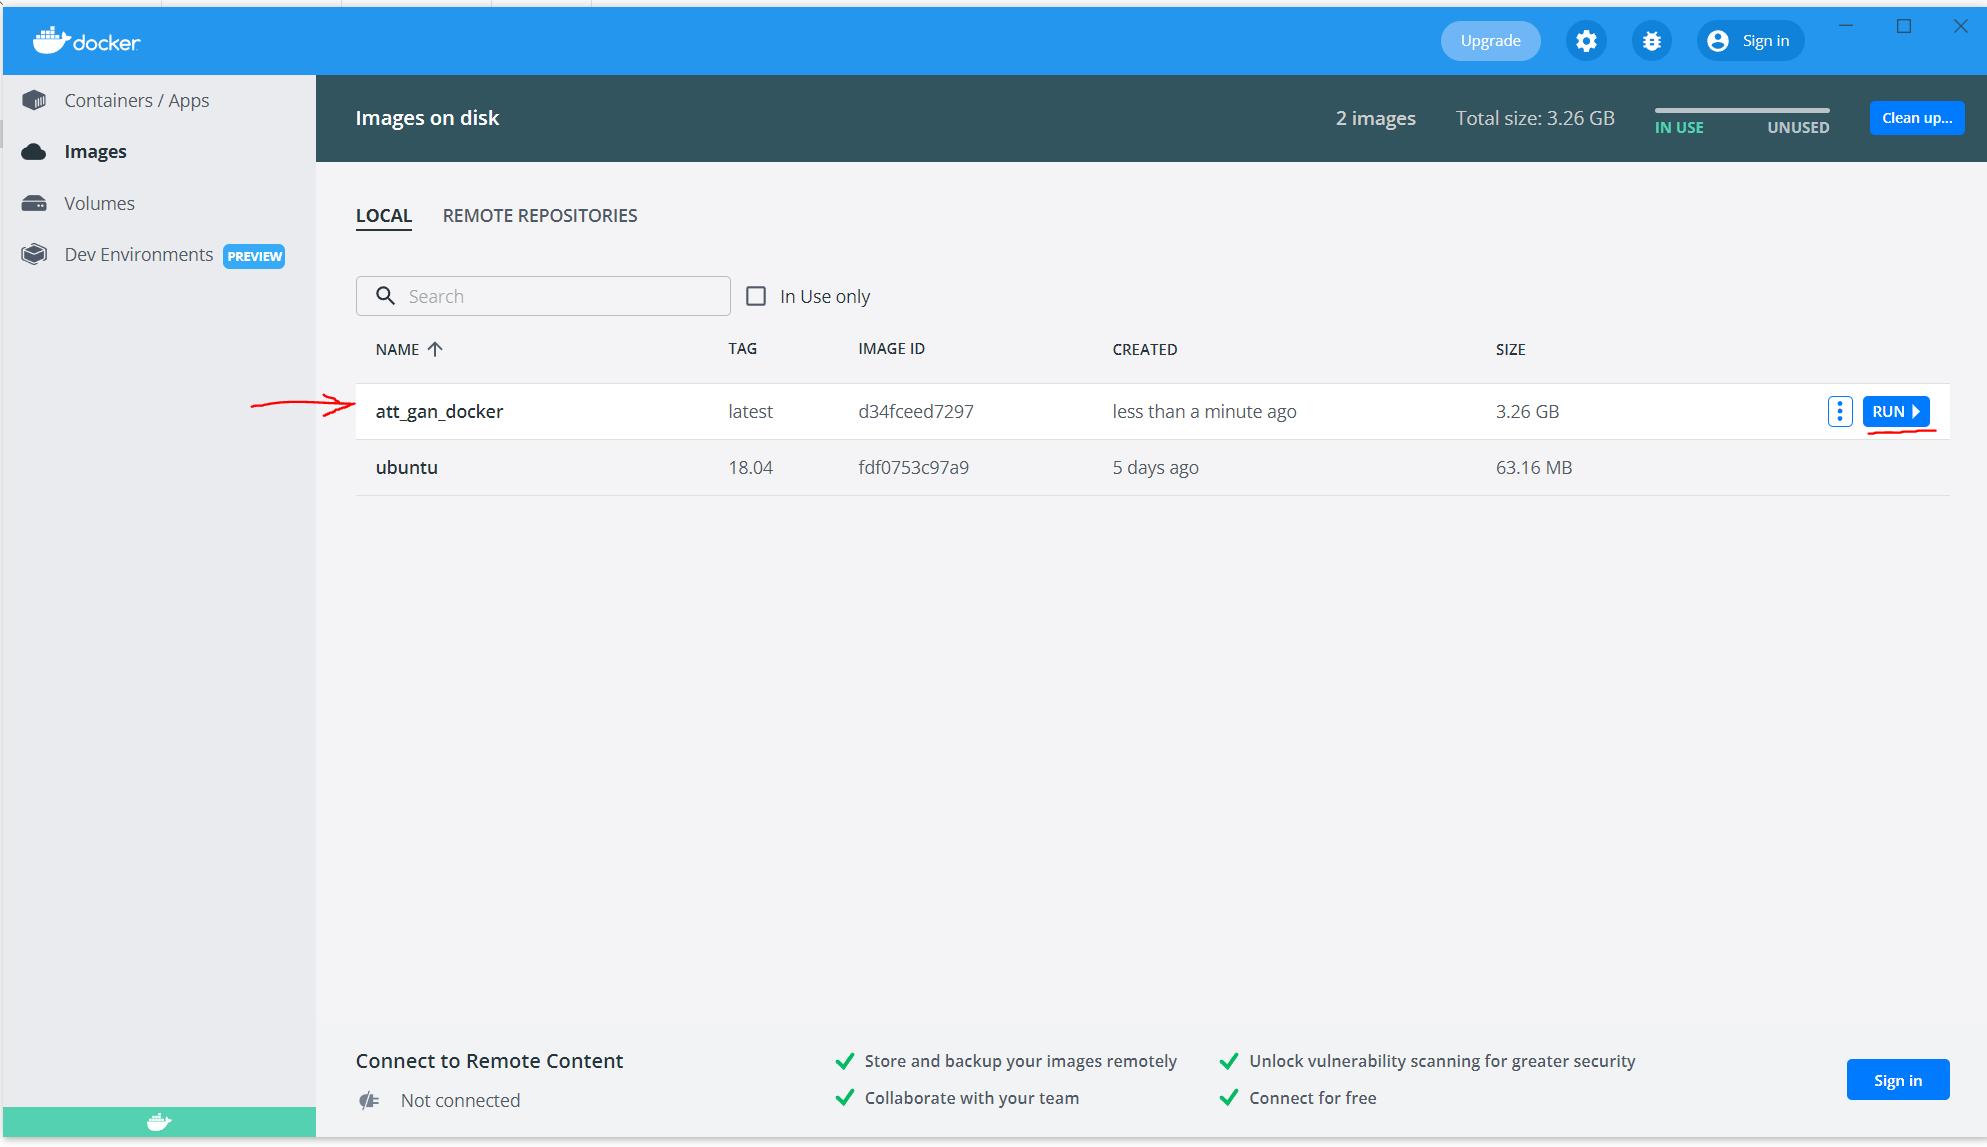 docker
Upgrade
Sign in
Containers / Apps
Images
Volumes
Dev Environments PREVIEW
Images on disk
2 images
Total size: 3.26 GB
IN USE UNUSED
Clean up...
LOCAL REMOTE REPOSITORIES
Search
In Use only
NAME TAG IMAGE ID CREATED SIZE
att_gan_docker latest d34fceed7297 less than a minute ago 3.26 GB RUN
ubuntu 18.04 fdf0753c97a9 5 days ago 63.16 MB
Connect to Remote Content
Not connected
Store and backup your images remotely
Collaborate with your team
Unlock vulnerability scanning for greater security
Connect for free
Sign in